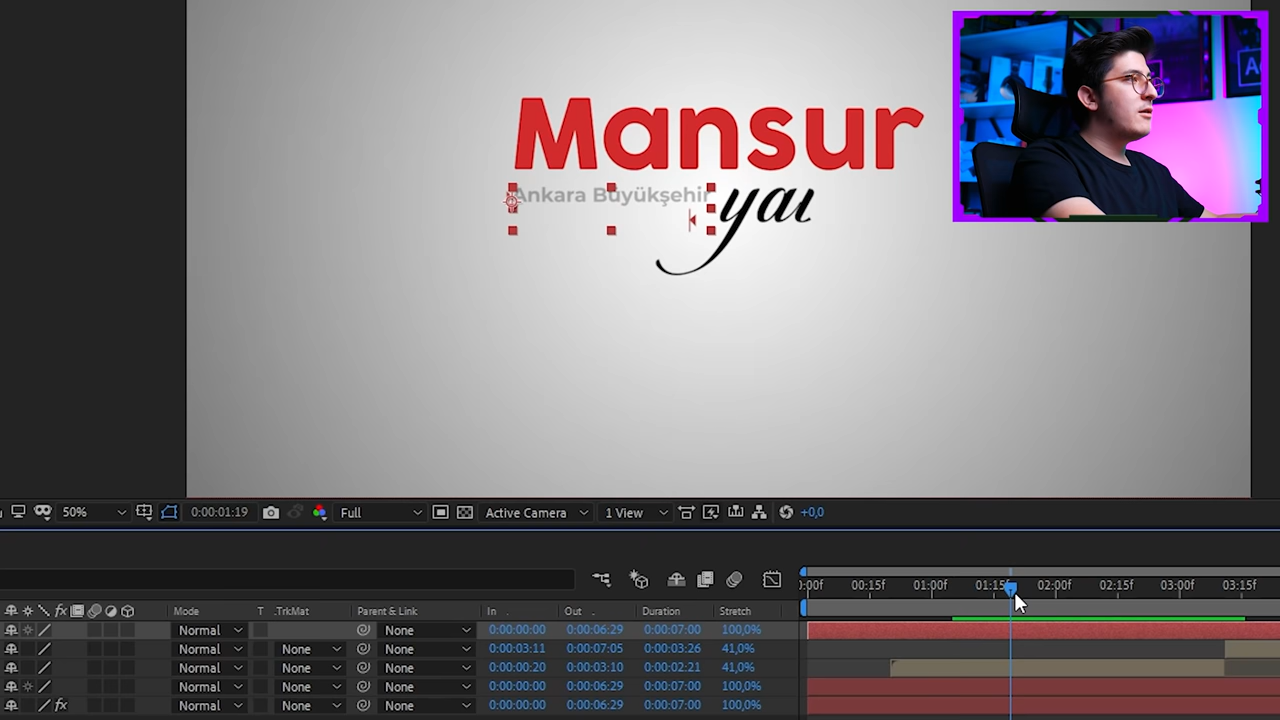 A
Mansur
Ankara Büyükşehir
yav
50%
0:00:01:19
Full
Active Camera
1 View
+0,0
:00f 00:15f 01:00f 01:15f 02:00f 02:15f 03:00f 03:15f
fx Mode T .TrkMat Parent & Link In Out Duration Stretch
Normal None 0:00:00:00 0:00:06:29 0:00:07:00 100,0%
Normal None None 0:00:03:11 0:00:07:05 0:00:03:26 41,0%
Normal None None 0:00:00:20 0:00:03:10 0:00:02:21 41,0%
Normal None None 0:00:00:00 0:00:06:29 0:00:07:00 100,0%
fx Normal None None 0:00:00:00 0:00:06:29 0:00:07:00 100,0%